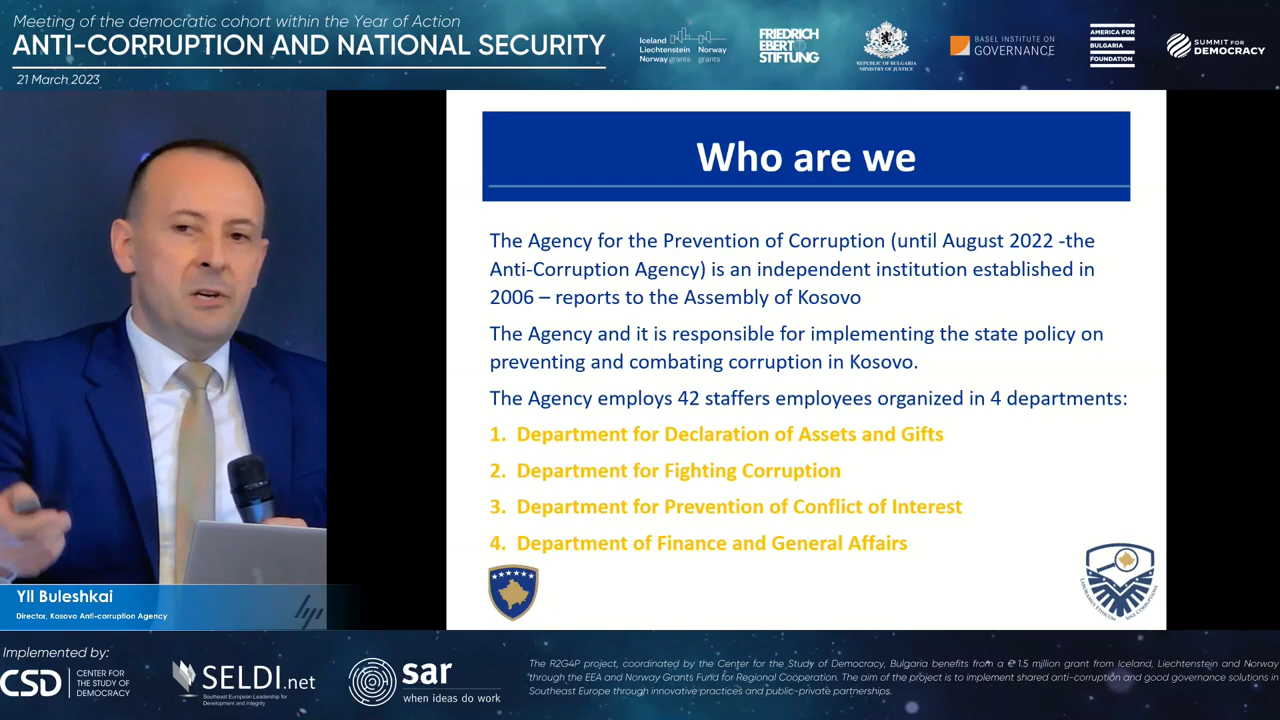 Meeting of the democratic cohort within the Year of Action
ANTI-CORRUPTION AND NATIONAL SECURITY
21 March 2023
Iceland
Liechtenstein Norway
Norway grants grants
FRIEDRICH
EBERT
STIFTUNG
REPUBLIC OF BULGARIA
MINISTRY OF JUSTICE
BASEL INSTITUTE ON
GOVERNANCE
AMERICA FOR
BULGARIA
FOUNDATION
SUMMIT FOR
DEMOCRACY
Who are we
The Agency for the Prevention of Corruption (until August 2022 -the
Anti-Corruption Agency) is an independent institution established in
2006 – reports to the Assembly of Kosovo
The Agency and it is responsible for implementing the state policy on
preventing and combating corruption in Kosovo.
The Agency employs 42 staffers employees organized in 4 departments:
1. Department for Declaration of Assets and Gifts
2. Department for Fighting Corruption
3. Department for Prevention of Conflict of Interest
4. Department of Finance and General Affairs
Yll Buleshkai
Director, Kosovo Anti-corruption Agency
hp
Implemented by:
CSD
CENTER FOR
THE STUDY OF
DEMOCRACY
SELDI.net
Southeast European Leadership for
Development and Integrity
sar
when ideas do work
The R2G4P project, coordinated by the Center for the Study of Democracy, Bulgaria benefits from a € 1.5 million grant from Iceland, Liechtenstein and Norway
through the EEA and Norway Grants Fund for Regional Cooperation. The aim of the project is to implement shared anti-corruption and good governance solutions in
Southeast Europe through innovative practices and public-private partnerships.